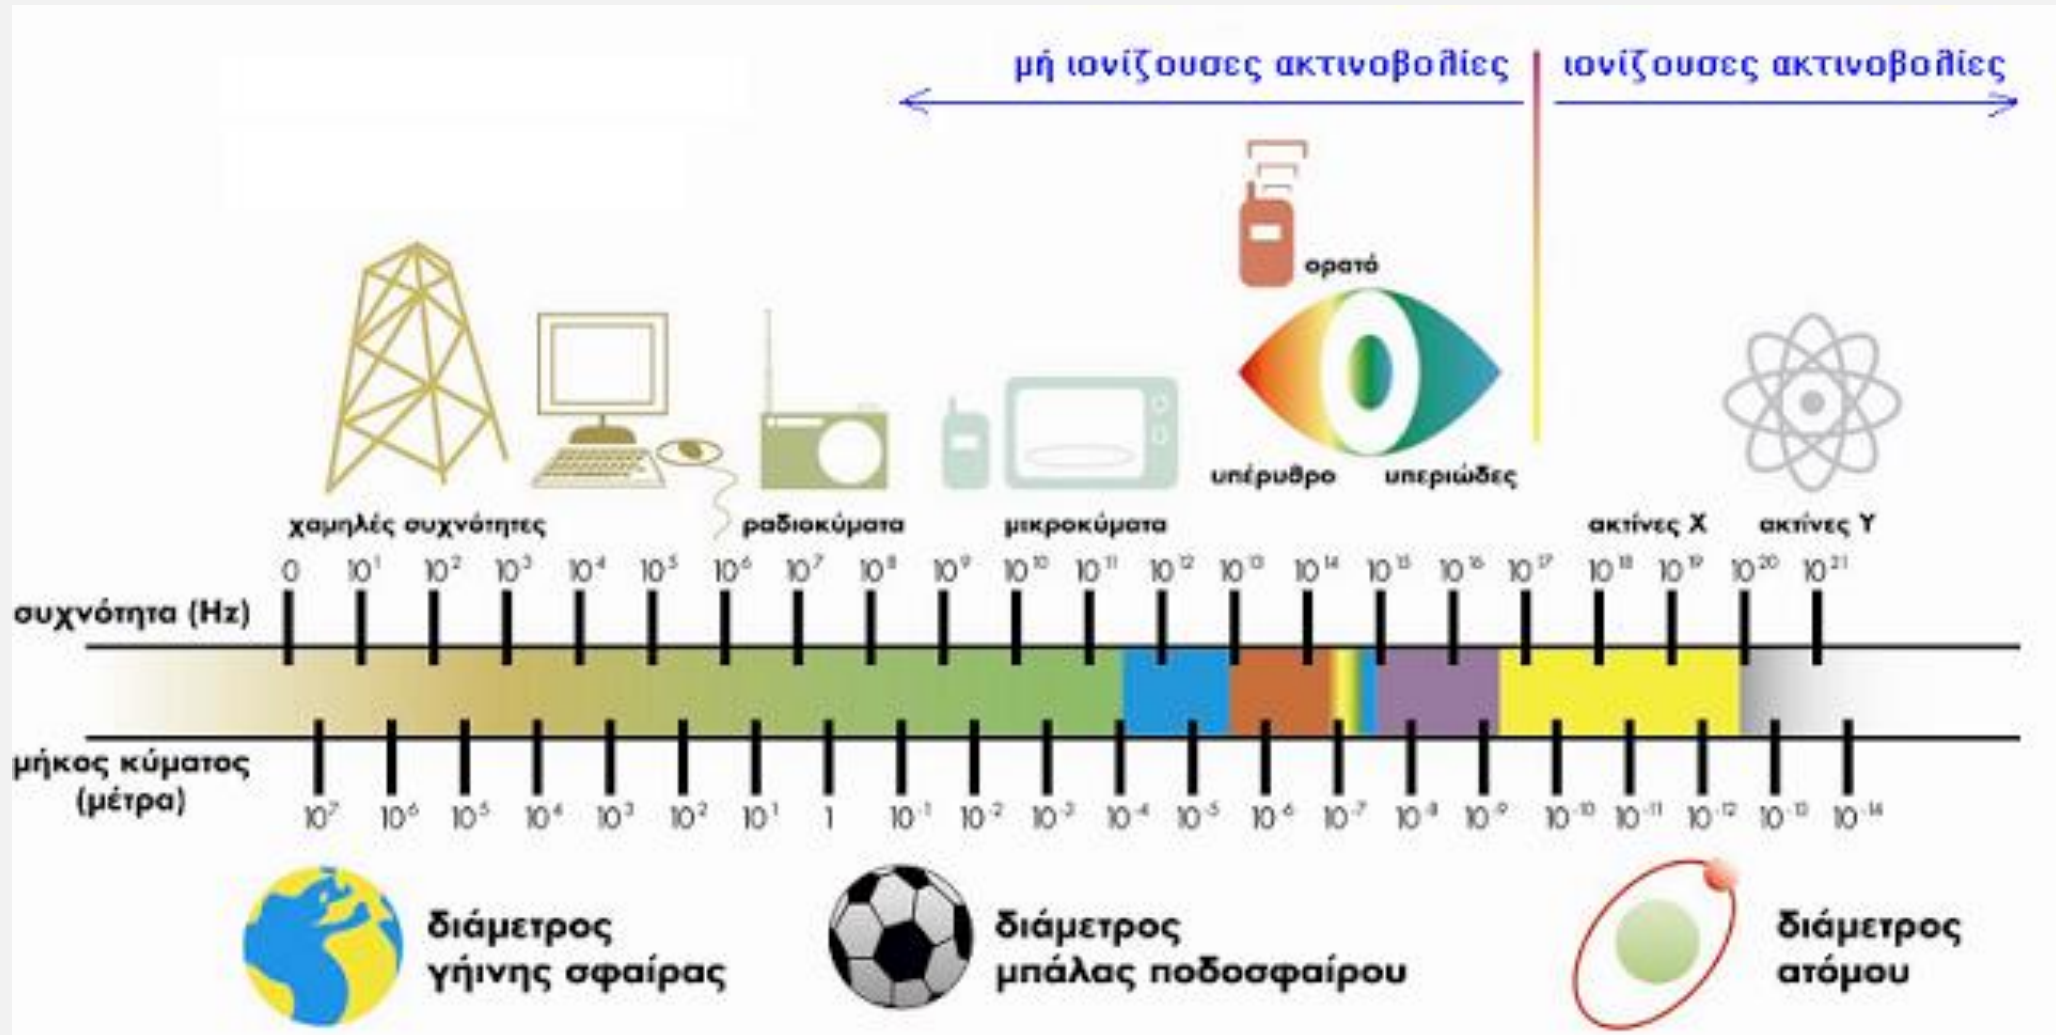 μή ιονίζουσες ακτινοβολίες ιονίζουσες ακτινοβολίες
ορατό
υπέρυθρο υπεριώδες
χαμηλές συχνότητες ραδιοκύματα μικροκύματα ακτίνες Χ ακτίνες Υ
0 10¹ 10² 10³ 10⁴ 10⁵ 10⁶ 10⁷ 10⁸ 10⁹ 10¹⁰ 10¹¹ 10¹² 10¹³ 10¹⁴ 10¹⁵ 10¹⁶ 10¹⁷ 10¹⁸ 10¹⁹ 10²⁰ 10²¹
συχνότητα (Hz)
μήκος κύματος
(μέτρα)
10⁷ 10⁶ 10⁵ 10⁴ 10³ 10² 10¹ 1 10⁻¹ 10⁻² 10⁻³ 10⁻⁴ 10⁻⁵ 10⁻⁶ 10⁻⁷ 10⁻⁸ 10⁻⁹ 10⁻¹⁰ 10⁻¹¹ 10⁻¹² 10⁻¹³ 10⁻¹⁴
διάμετρος
γήινης σφαίρας
διάμετρος
μπάλας ποδοσφαίρου
διάμετρος
ατόμου